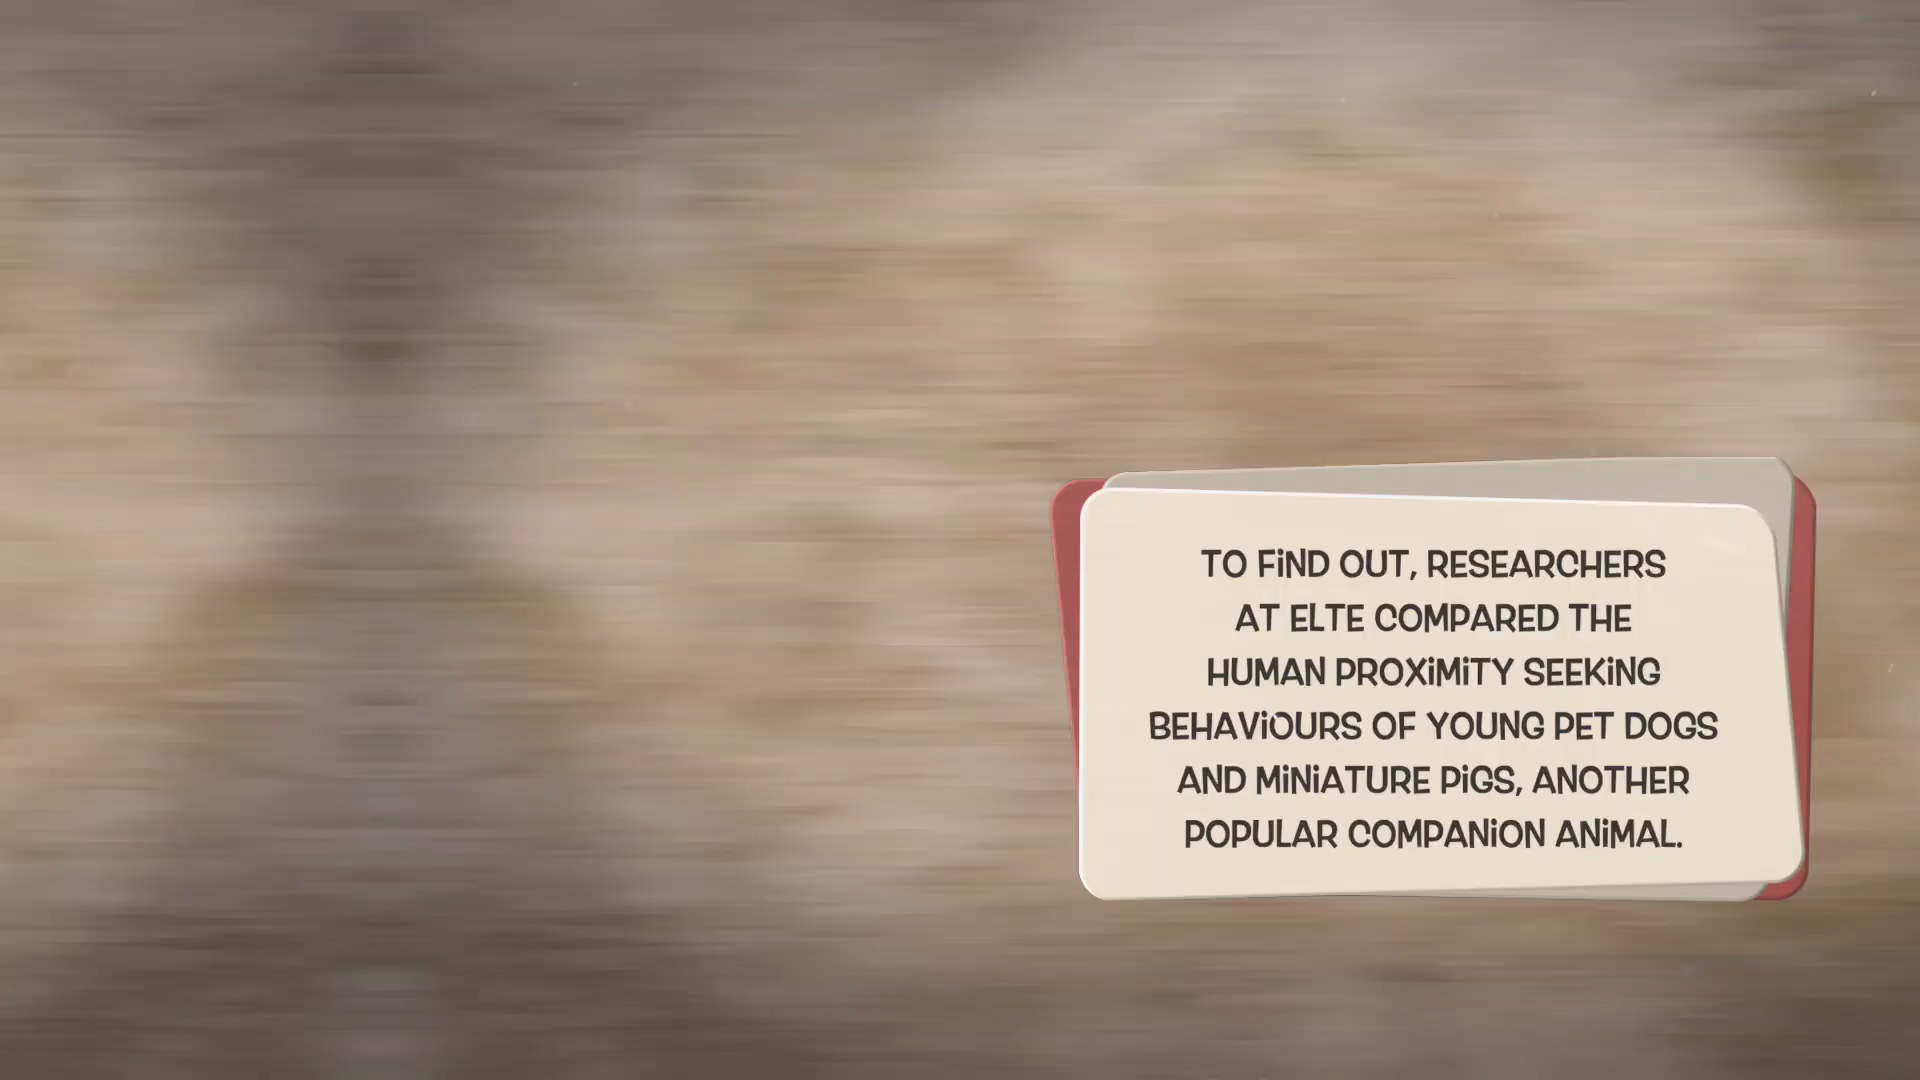 TO FiND OUT, RESEARCHERS
AT ELTE COMPARED THE
HUMAN PROXiMiTY SEEKiNG
BEHAViOURS OF YOUNG PET DOGS
AND MiNiATURE PiGS, ANOTHER
POPULAR COMPANiON ANiMAL.